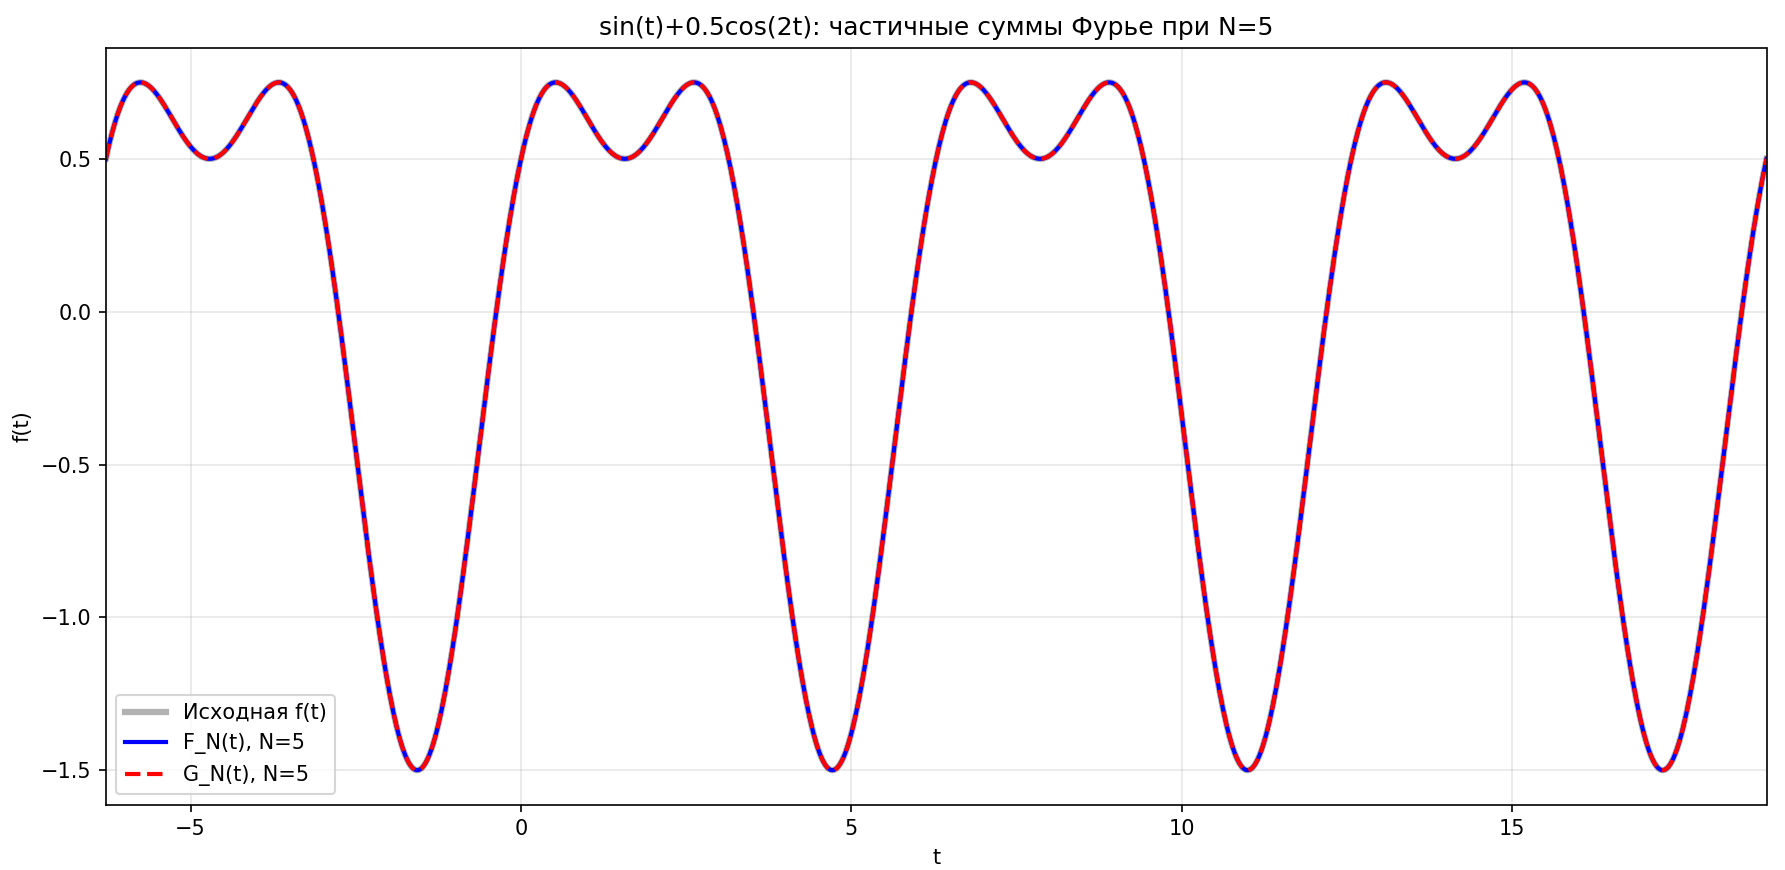 sin(t)+0.5cos(2t): частичные суммы Фурье при N=5
f(t)
0.5
0.0
−0.5
−1.0
−1.5
Исходная f(t)
F_N(t), N=5
G_N(t), N=5
−5 0 5 10 15
t